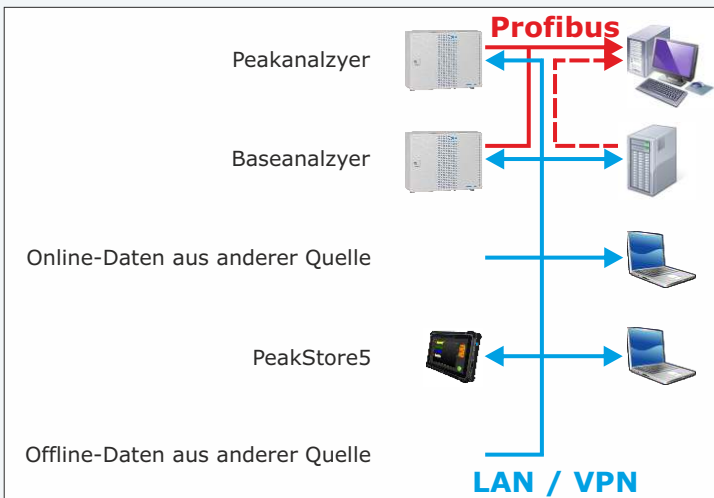 Profibus
Peakanalzyer
Baseanalzyer
Online-Daten aus anderer Quelle
PeakStore5
Offline-Daten aus anderer Quelle
LAN / VPN